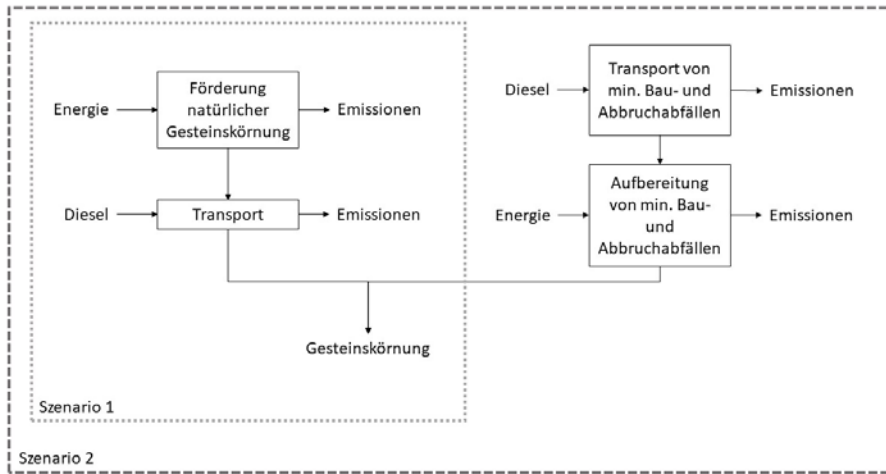 Energie
Förderung
natürlicher
Gesteinskörnung
Emissionen
Diesel
Transport
Emissionen
Gesteinskörnung
Szenario 1
Diesel
Transport von
min. Bau- und
Abbruchabfällen
Emissionen
Energie
Aufbereitung
von min. Bau-
und
Abbruchabfällen
Emissionen
Szenario 2